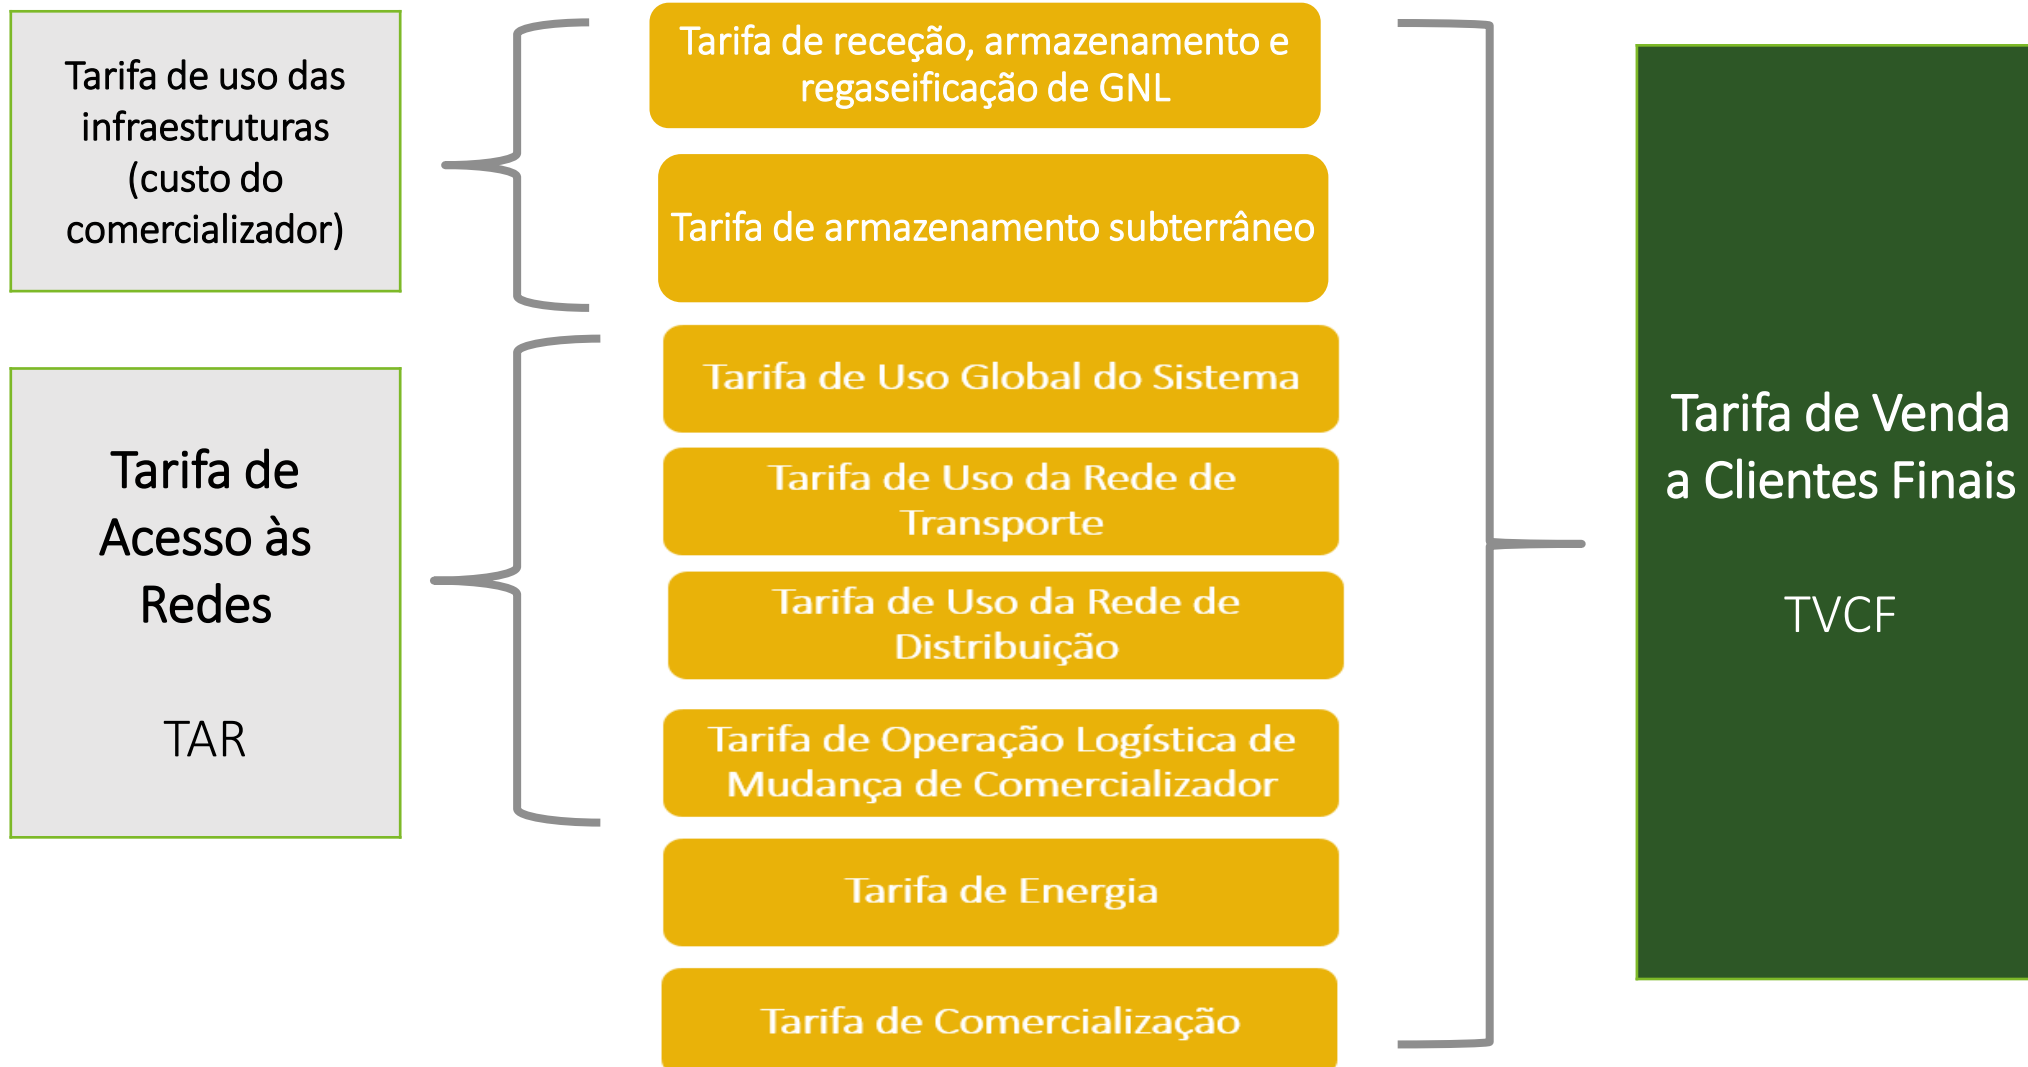 Tarifa de uso das
infraestruturas
(custo do
comercializador)
Tarifa de
Acesso às
Redes
TAR
Tarifa de receção, armazenamento e
regaseificação de GNL
Tarifa de armazenamento subterrâneo
Tarifa de Uso Global do Sistema
Tarifa de Uso da Rede de
Transporte
Tarifa de Uso da Rede de
Distribuição
Tarifa de Operação Logística de
Mudança de Comercializador
Tarifa de Energia
Tarifa de Comercialização
Tarifa de Venda
a Clientes Finais
TVCF